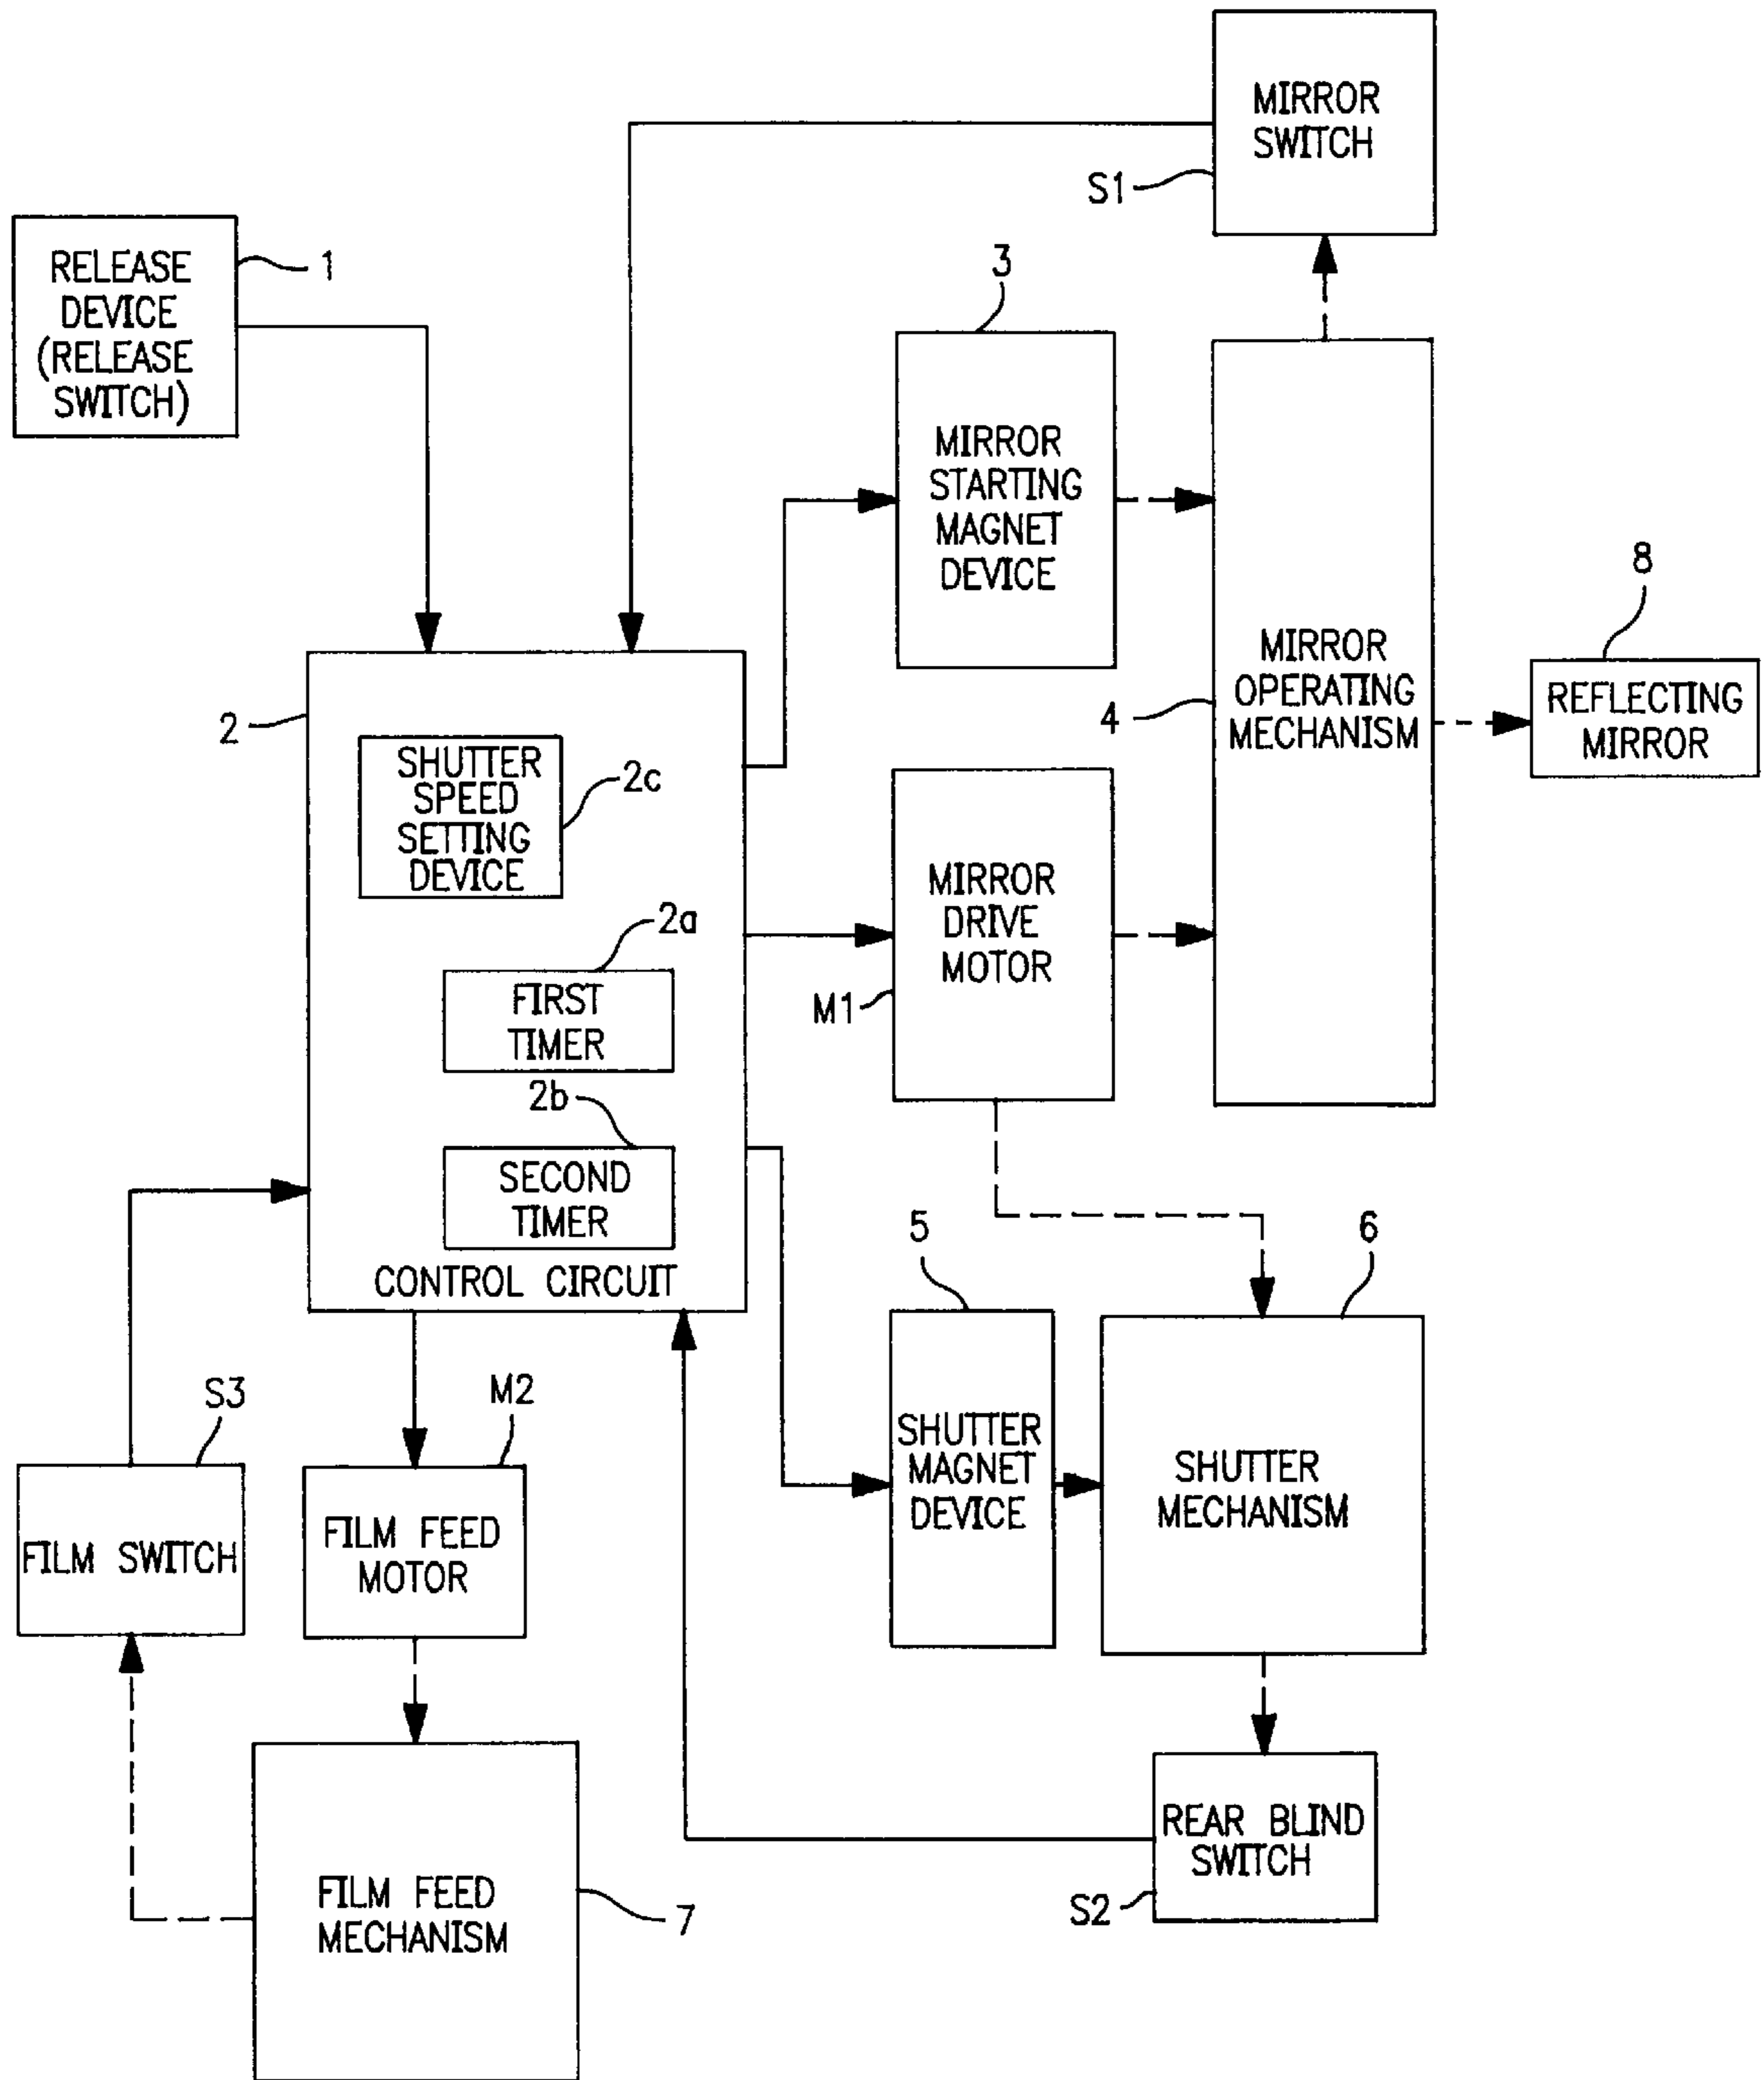 MIRROR
SWITCH
S1
RELEASE
DEVICE
(RELEASE
SWITCH)
1
3
MIRROR
STARTING
MAGNET
DEVICE
MIRROR
OPERATING
MECHANISM
4
8
REFLECTING
MIRROR
2
SHUTTER
SPEED
SETTING
DEVICE
2c
MIRROR
DRIVE
MOTOR
M1
2a
FIRST
TIMER
2b
SECOND
TIMER
CONTROL CIRCUIT
5
6
SHUTTER
MAGNET
DEVICE
SHUTTER
MECHANISM
S3
M2
FILM SWITCH
FILM FEED
MOTOR
REAR BLIND
SWITCH
S2
FILM FEED
MECHANISM
7